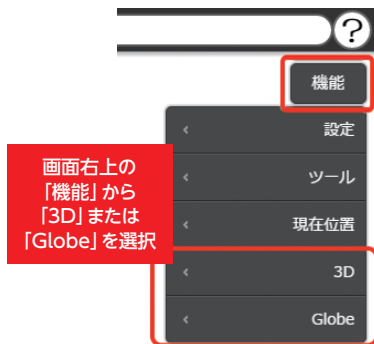 ?
機能
設定
ツール
現在位置
3D
Globe
画面右上の
「機能」から
「3D」または
「Globe」を選択